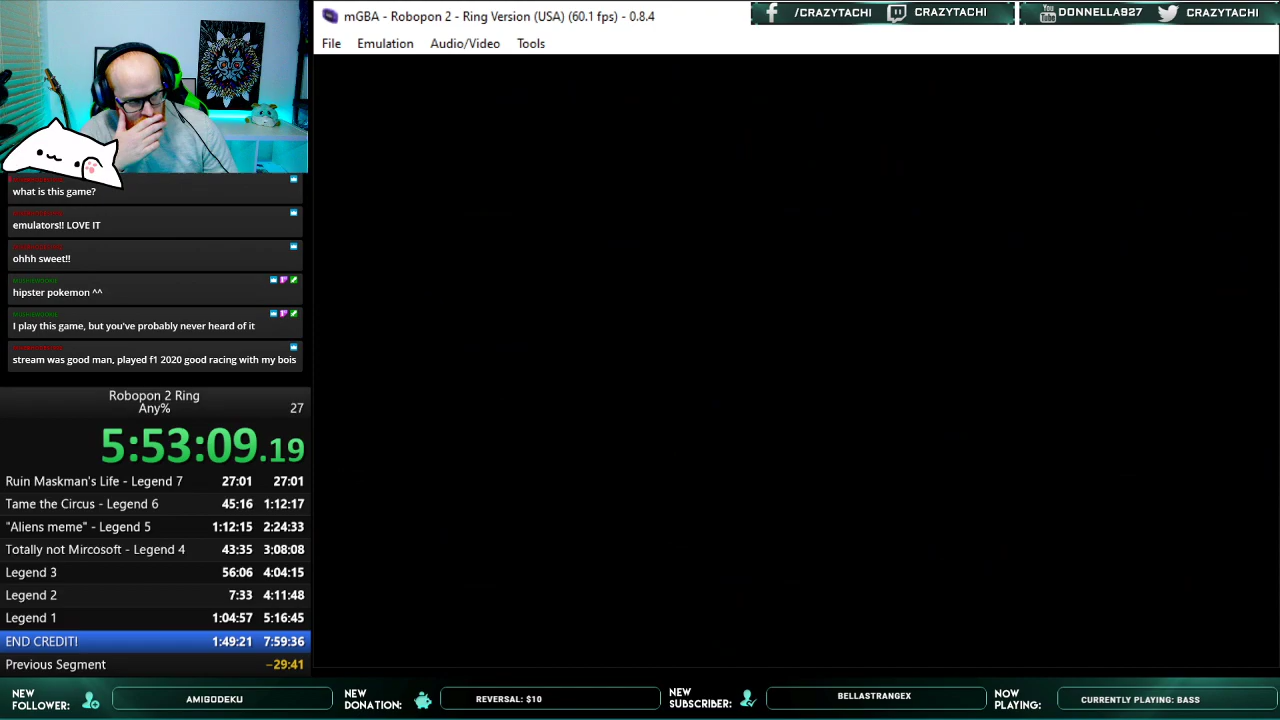 mGBA - Robopon 2 - Ring Version (USA) (60.1 fps) - 0.8.4
/CRAZYTACHI
CRAZYTACHI
You Tube
DONNELLA927
CRAZYTACHI
File Emulation Audio/Video Tools
what is this game?
emulators!! LOVE IT
ohhh sweet!!
hipster pokemon ^^
I play this game, but you've probably never heard of it
stream was good man, played f1 2020 good racing with my bois
Robopon 2 Ring
Any% 27
5:53:09.19
Ruin Maskman's Life - Legend 7 27:01 27:01
Tame the Circus - Legend 6 45:16 1:12:17
"Aliens meme" - Legend 5 1:12:15 2:24:33
Totally not Mircosoft - Legend 4 43:35 3:08:08
Legend 3 56:06 4:04:15
Legend 2 7:33 4:11:48
Legend 1 1:04:57 5:16:45
END CREDIT! 1:49:21 7:59:36
Previous Segment −29:41
NEW FOLLOWER: AMIGODEKU
NEW DONATION: REVERSAL: $10
NEW SUBSCRIBER: BELLASTRANGEX
NOW PLAYING: CURRENTLY PLAYING: BASS